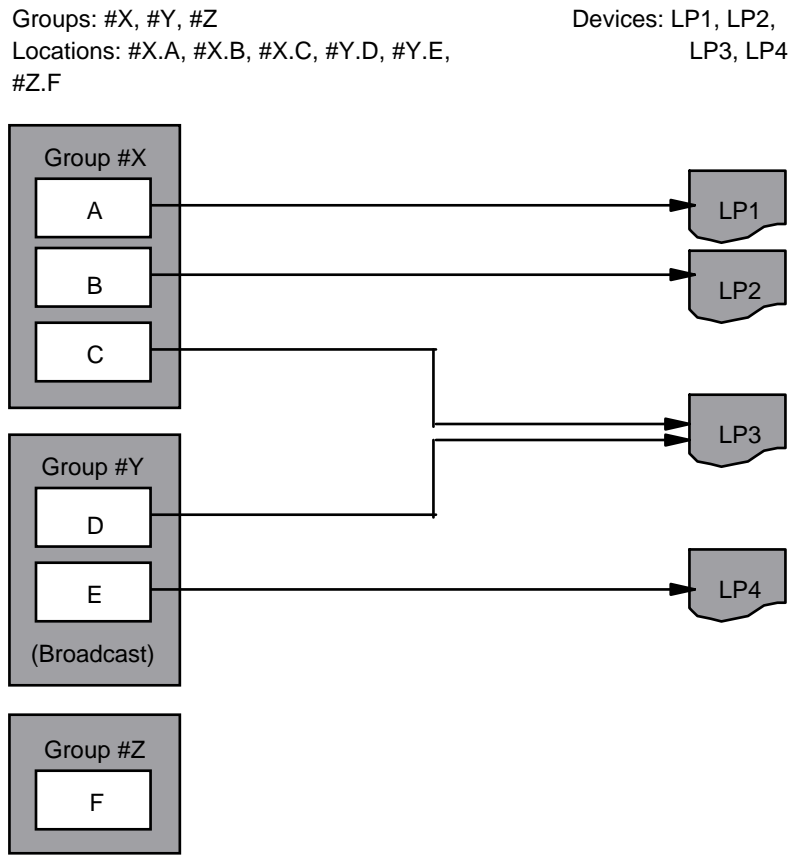 Groups: #X, #Y, #Z
Locations: #X.A, #X.B, #X.C, #Y.D, #Y.E,
#Z.F
Devices: LP1, LP2,
LP3, LP4
Group #X
A
B
C
LP1
LP2
LP3
Group #Y
D
E
(Broadcast)
LP4
Group #Z
F